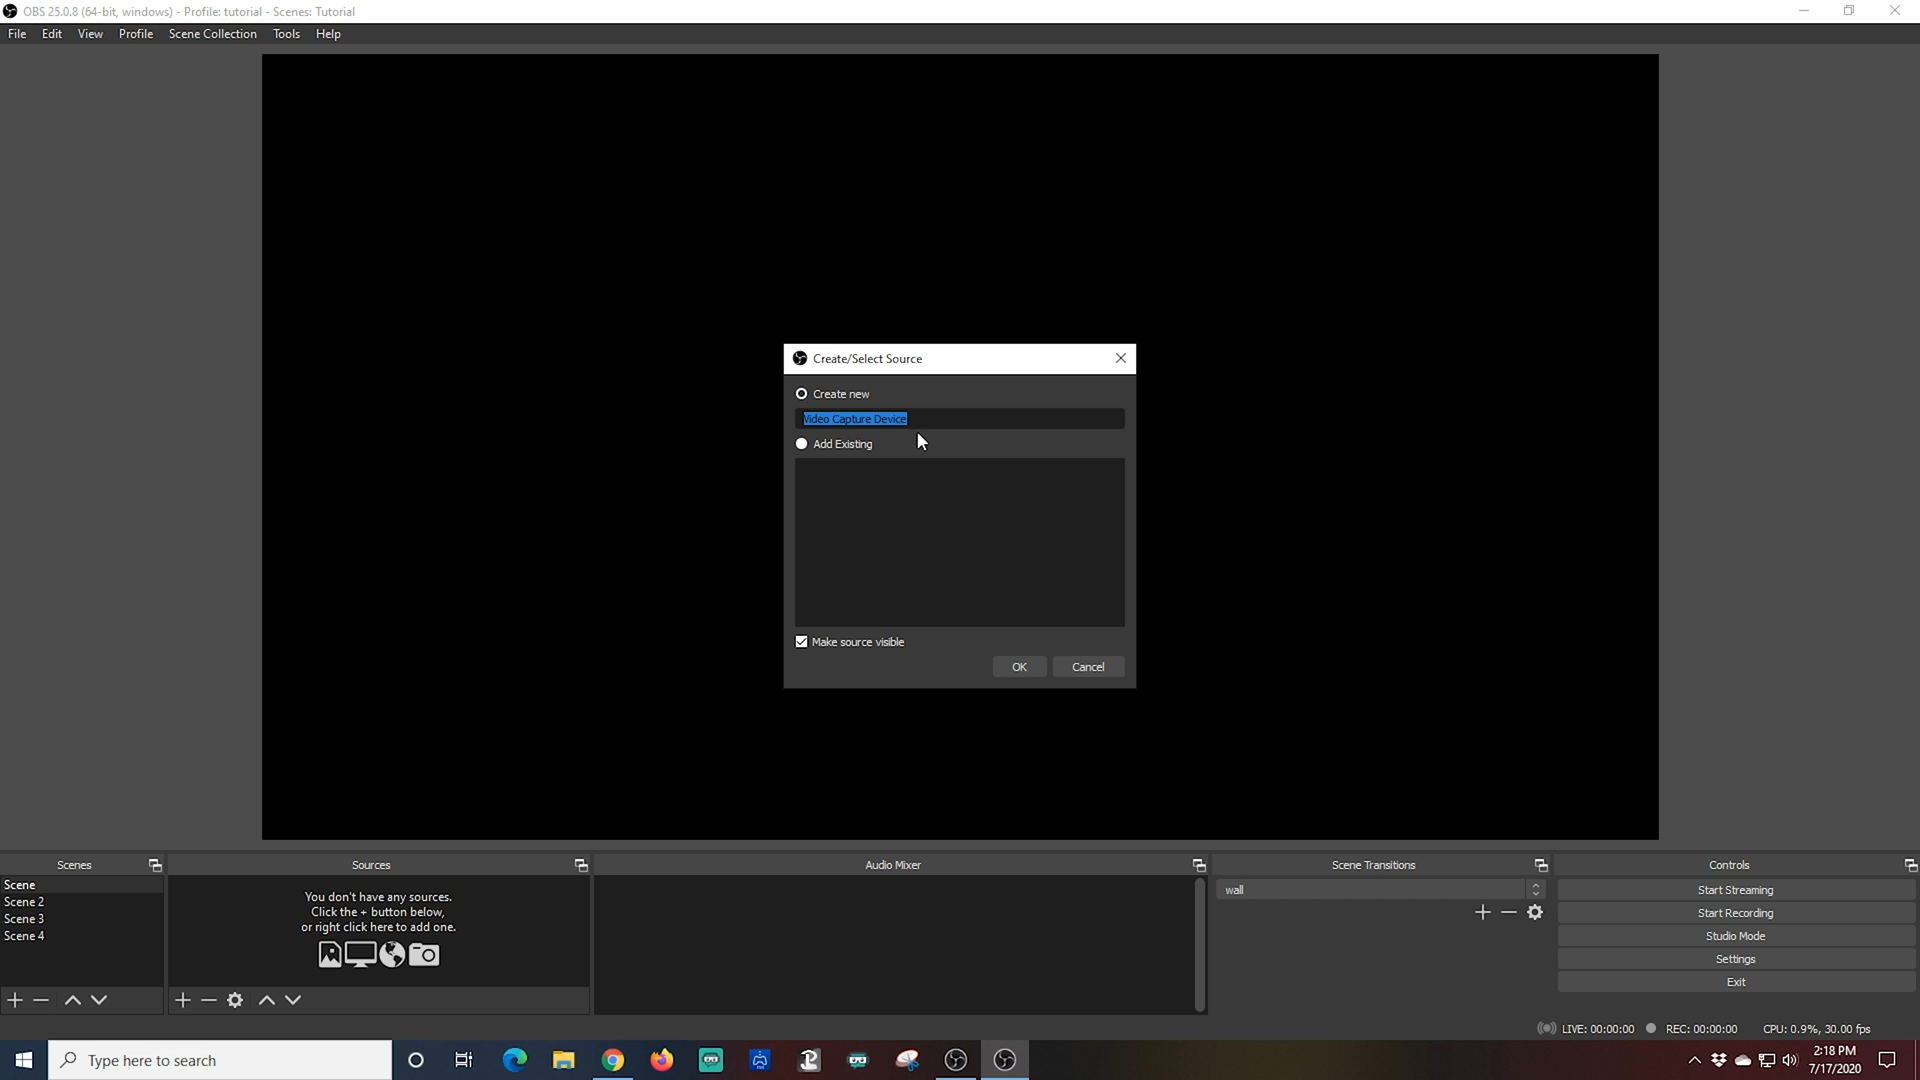 OBS 25.0.8 (64-bit, windows) - Profile: tutorial - Scenes: Tutorial
File Edit View Profile Scene Collection Tools Help
Create/Select Source
Create new
Video Capture Device
Add Existing
Make source visible
OK Cancel
Scenes
Scene
Scene 2
Scene 3
Scene 4
Sources
You don't have any sources.
Click the + button below,
or right click here to add one.
Audio Mixer
Scene Transitions
wall
Controls
Start Streaming
Start Recording
Studio Mode
Settings
Exit
LIVE: 00:00:00 REC: 00:00:00 CPU: 0.9%, 30.00 fps
Type here to search
2:18 PM
7/17/2020